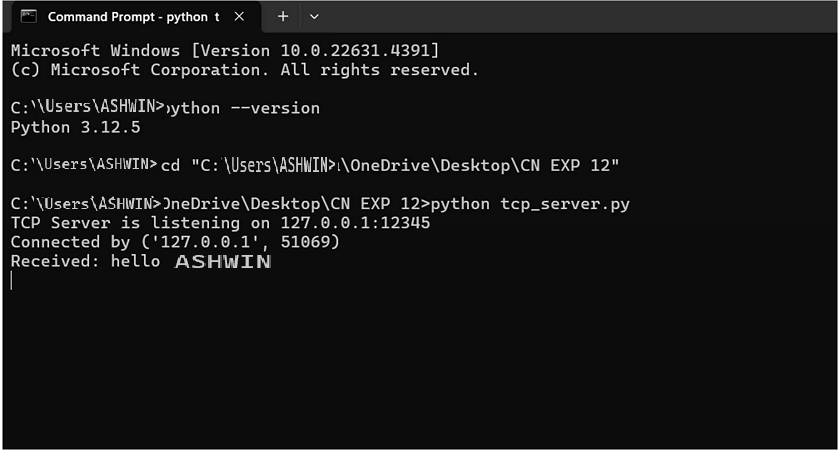 Command Prompt - python t
Microsoft Windows [Version 10.0.22631.4391]
(c) Microsoft Corporation. All rights reserved.
C:\Users\ASHWIN>python --version
Python 3.12.5
C:\Users\ASHWIN>cd "C:\Users\ASHWIN>\OneDrive\Desktop\CN EXP 12"
C:\Users\ASHWIN>OneDrive\Desktop\CN EXP 12>python tcp_server.py
TCP Server is listening on 127.0.0.1:12345
Connected by ('127.0.0.1', 51069)
Received: hello ASHWIN